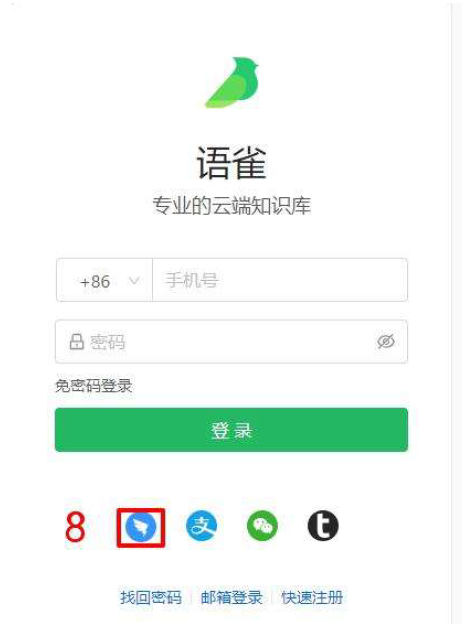 语雀
专业的云端知识库
+86 手机号
密码
免密码登录
登 录
8 支
找回密码 邮箱登录 快速注册